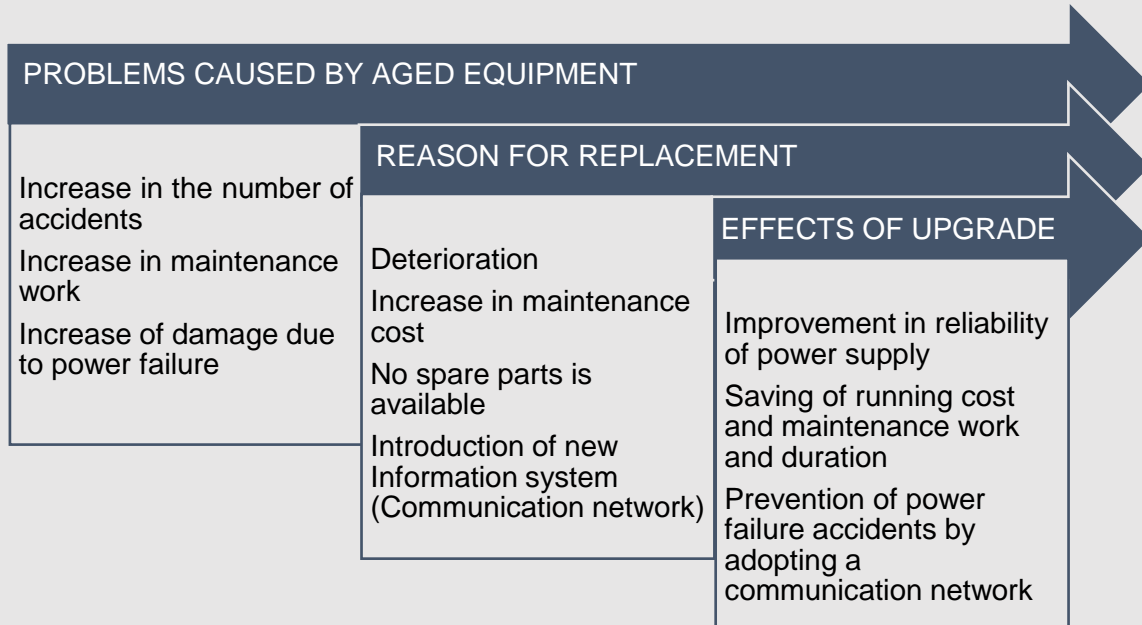 PROBLEMS CAUSED BY AGED EQUIPMENT
Increase in the number of
accidents
Increase in maintenance
work
Increase of damage due
to power failure
REASON FOR REPLACEMENT
Deterioration
Increase in maintenance
cost
No spare parts is
available
Introduction of new
Information system
(Communication network)
EFFECTS OF UPGRADE
Improvement in reliability
of power supply
Saving of running cost
and maintenance work
and duration
Prevention of power
failure accidents by
adopting a
communication network